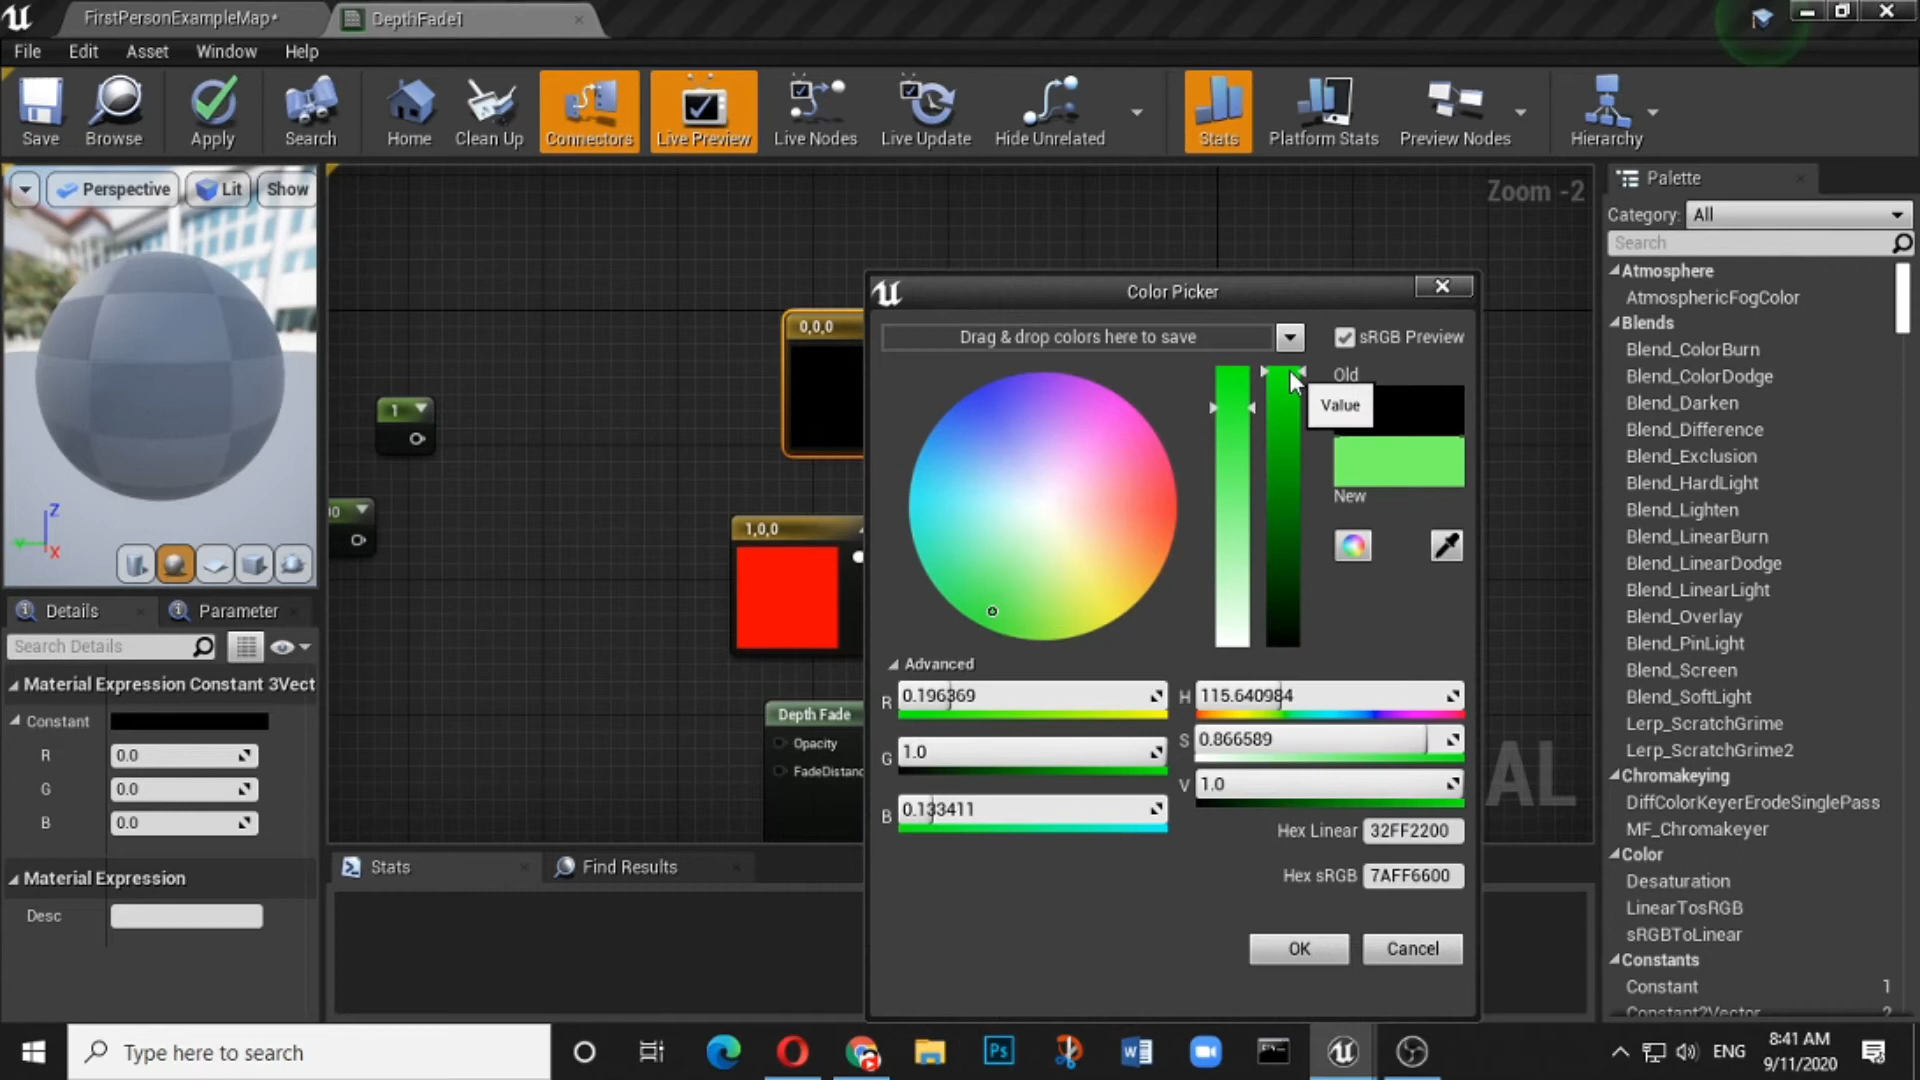 FirstPersonExampleMap*
DepthFade1
File Edit Asset Window Help
Save
Browse
Apply
Search
Home
Clean Up
Connectors
Live Preview
Live Nodes
Live Update
Hide Unrelated
Stats
Platform Stats
Preview Nodes
Hierarchy
Perspective
Lit
Show
Zoom -2
Z
Y
X
1
0,0,0
1,0,0
Depth Fade
Opacity
AL
Color Picker
Drag & drop colors here to save
sRGB Preview
Old
Value
New
Advanced
R 0.196369
G 1.0
B 0.133411
H 115.640984
S 0.866589
V 1.0
Hex Linear 32FF2200
Hex sRGB 7AFF6600
OK
Cancel
Details
Parameter
Search Details
Material Expression Constant 3Vect
Constant
R 0.0
G 0.0
B 0.0
Material Expression
Desc
Stats
Find Results
Palette
Category: All
Search
Atmosphere
AtmosphericFogColor
Blends
Blend_ColorBurn
Blend_ColorDodge
Blend_Darken
Blend_Difference
Blend_Exclusion
Blend_HardLight
Blend_Lighten
Blend_LinearBurn
Blend_LinearDodge
Blend_LinearLight
Blend_Overlay
Blend_PinLight
Blend_Screen
Blend_SoftLight
Lerp_ScratchGrime
Lerp_ScratchGrime2
Chromakeying
DiffColorKeyerErodeSinglePass
MF_Chromakeyer
Color
Desaturation
LinearTosRGB
sRGBToLinear
Constants
Constant 1
Constant2Vector 2
Type here to search
Ps
ENG
8:41 AM
9/11/2020